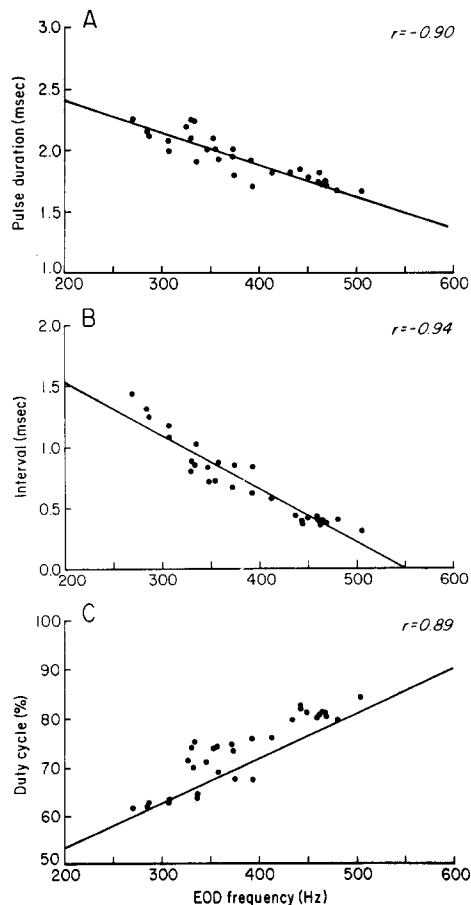 A
r=-0.90
Pulse duration (msec)
3.0
2.5
2.0
1.5
1.0
200 300 400 500 600
B
r=-0.94
Interval (msec)
2.0
1.5
1.0
0.5
0.0
200 300 400 500 600
C
r=0.89
Duty cycle (%)
100
90
80
70
60
50
200 300 400 500 600
EOD frequency (Hz)